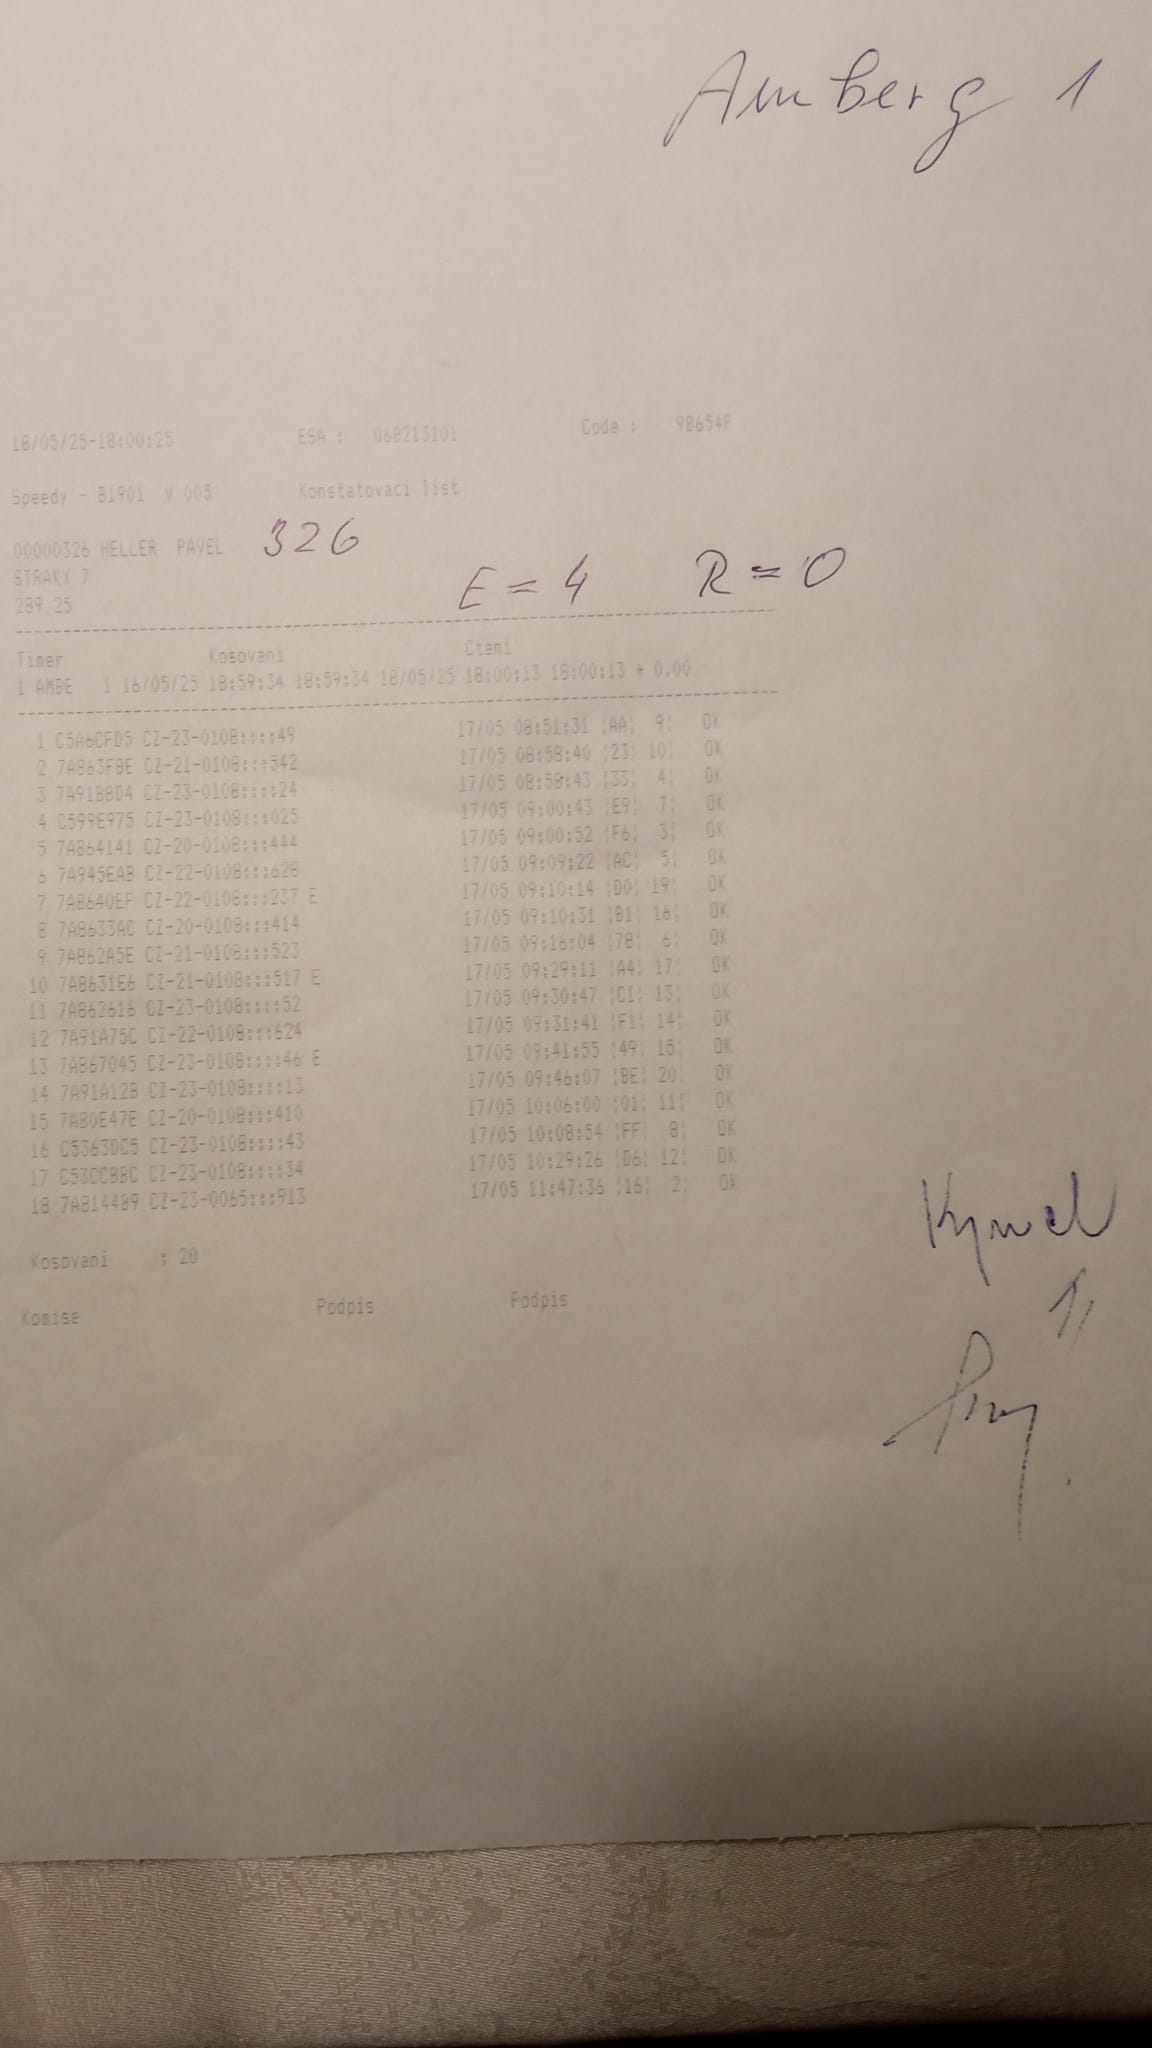 Amberg 1
18/05/25-18:00:25 ESA : 068213101 Code : 9B654F
Speedy - B1901 V 005 Konstatovaci list
00000326 HELLER PAVEL 326
STRAKY 7
289 25 E = 4 R = 0
Timer Kosovani Cteni
1 AMBE 1 16/05/25 18:59:34 18:59:34 18/05/25 18:00:13 18:00:13 + 0.00
1 C5A6CFD5 CZ-23-0108::::49 17/05 08:51:31 |AA| 9| OK
2 7AB63FBE CZ-21-0108:::542 17/05 08:58:40 |23| 10| OK
3 7A91B8D4 CZ-23-0108::::24 17/05 08:58:43 |33| 4| OK
4 C599E975 CZ-23-0108:::025 17/05 09:00:43 |E9| 7| OK
5 7AB64141 CZ-20-0108:::444 17/05 09:00:52 |F6| 3| OK
6 7A945EAB CZ-22-0108:::628 17/05 09:09:22 |AC| 5| OK
7 7AB640EF CZ-22-0108:::237 E 17/05 09:10:14 |D0| 19| OK
8 7AB633AC CZ-20-0108:::414 17/05 09:10:31 |B1| 16| OK
9 7AB62A5E CZ-21-0108:::523 17/05 09:16:04 |7B| 6| OK
10 7AB631E6 CZ-21-0108:::517 E 17/05 09:29:11 |A4| 17| OK
11 7AB62616 CZ-23-0108::::52 17/05 09:30:47 |C1| 13| OK
12 7A91A75C CZ-22-0108:::624 17/05 09:31:41 |F1| 14| OK
13 7AB67045 CZ-23-0108::::46 E 17/05 09:41:55 |49| 15| OK
14 7A91A12B CZ-23-0108::::13 17/05 09:46:07 |BE| 20| OK
15 7A80E47E CZ-20-0108:::410 17/05 10:06:00 |01| 11| OK
16 C5363DC5 CZ-23-0108::::43 17/05 10:08:54 |FF| 8| OK
17 C53CCBBC CZ-23-0108::::34 17/05 10:29:26 |D6| 12| OK
18 7AB14489 CZ-23-0065:::913 17/05 11:47:36 |16| 2| OK
Kosovani : 20
Komise Podpis Podpis